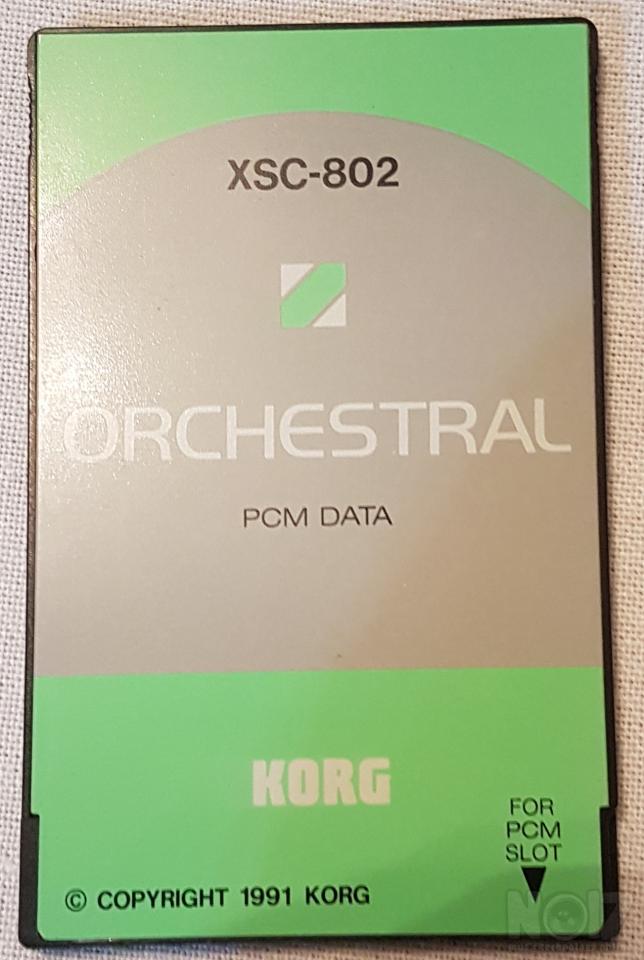 XSC-802
ORCHESTRAL
PCM DATA
KORG
FOR
PCM
SLOT
© COPYRIGHT 1991 KORG